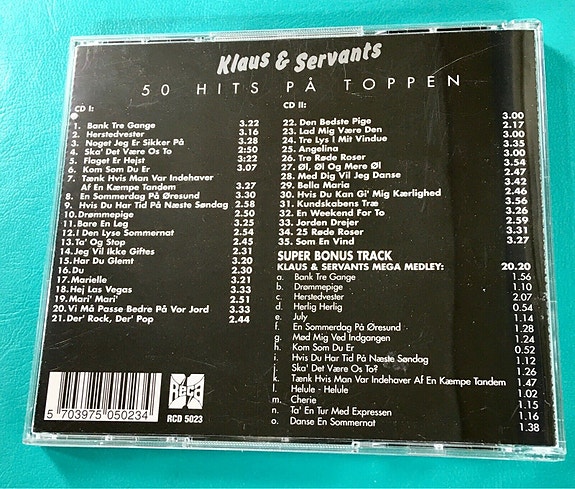 Klaus & Servants
50 HITS PÅ TOPPEN
CD I:
1. Bank Tre Gange 3.22
2. Herstedvester 3.16
3. Noget Jeg Er Sikker På 3.28
4. Ska' Det Være Os To 2:50
5. Flaget Er Hejst 3:22
6. Kom Som Du Er 3.07
7. Tænk Hvis Man Var Indehaver
Af En Kæmpe Tandem 3.27
8. En Sommerdag På Øresund 3.30
9. Hvis Du Har Tid På Næste Søndag 2.58
10. Drømmepige 2.50
11. Bare En Leg 3.25
12. I Den Lyse Sommernat 2.54
13. Ta' Og Stop 2.45
14. Jeg Vil Ikke Giftes 2.21
15. Har Du Glemt 2.46
16. Du 2.30
17. Marielle 2.21
18. Hej Las Vegas 3.33
19. Mari' Mari' 2.51
20. Vi Må Passe Bedre På Vor Jord 3.33
21. Der' Rock, Der' Pop 2.44
5 703975 050234
RCD 5023
CD II:
22. Den Bedste Pige 3.00
23. Lad Mig Være Den 2.17
24. Tre Lys I Mit Vindue 3.00
25. Angelina 3.35
26. Tre Røde Roser 3.00
27. Øl, Øl Og Mere Øl 3.54
28. Med Dig Vil Jeg Danse 3.47
29. Bella Maria 3.42
30. Hvis Du Kan Gi' Mig Kærlighed 3.46
31. Kundskabens Træ 3.56
32. En Weekend For To 3.26
33. Jorden Drejer 2.59
34. 25 Røde Roser 3.31
35. Som En Vind 3.27
SUPER BONUS TRACK
KLAUS & SERVANTS MEGA MEDLEY: 20.20
a. Bank Tre Gange 1.56
b. Drømmepige 1.10
c. Herstedvester 2.07
d. Herlig Herlig 0.54
e. July 1.14
f. En Sommerdag På Øresund 1.28
g. Mød Mig Ved Indgangen 1.24
h. Kom Som Du Er 0.52
i. Hvis Du Har Tid På Næste Søndag 1.12
j. Ska' Det Være Os To? 1.26
k. Tænk Hvis Man Var Indehaver Af En Kæmpe Tandem 1.47
l. Helule - Helule 1.02
m. Cherie 1.15
n. Ta' En Tur Med Expressen 1.16
o. Danse En Sommernat 1.38